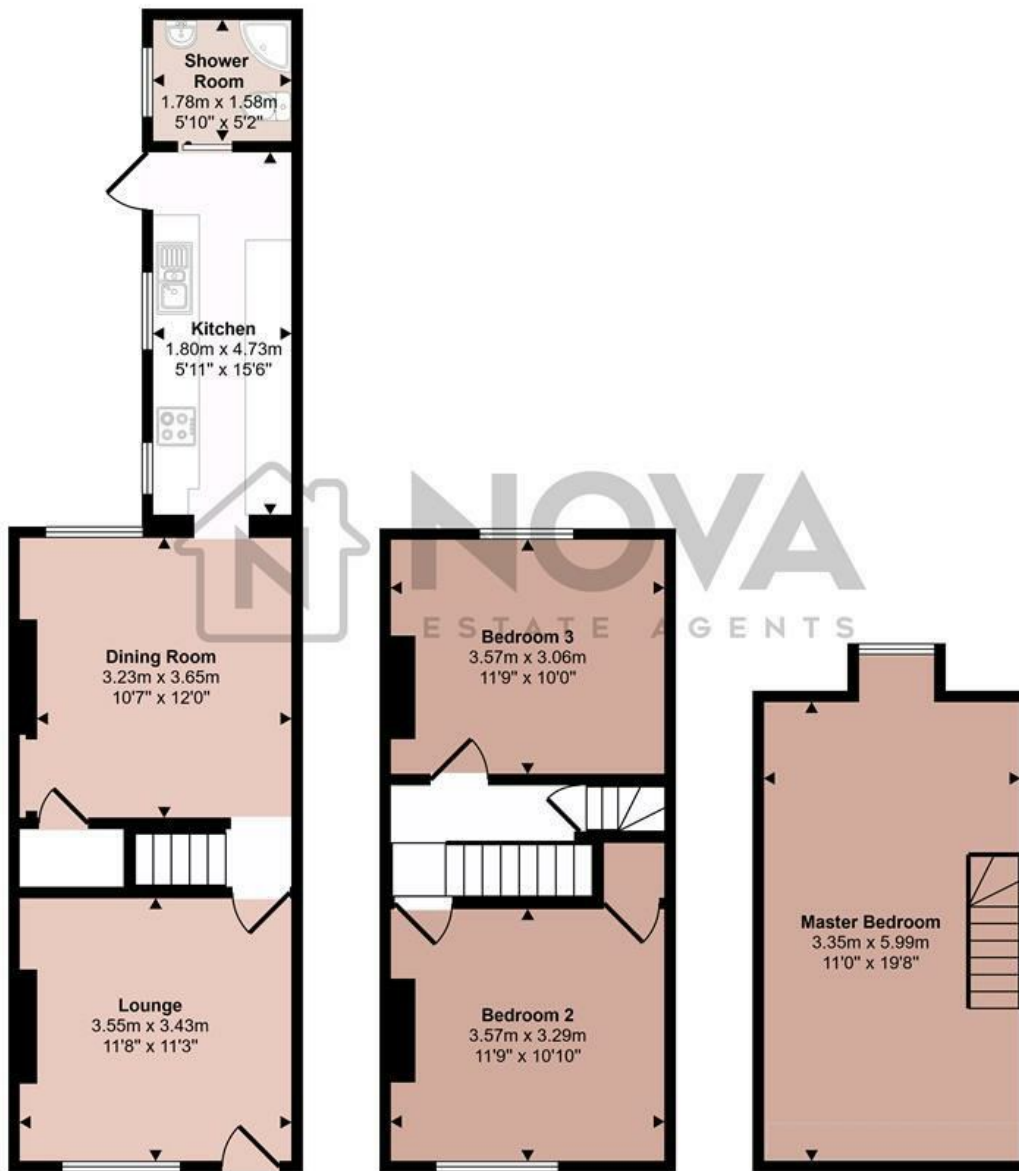 Shower
Room
1.78m x 1.58m
5'10" x 5'2"
Kitchen
1.80m x 4.73m
5'11" x 15'6"
N NOVA
ESTATE AGENTS
Dining Room
3.23m x 3.65m
10'7" x 12'0"
Bedroom 3
3.57m x 3.06m
11'9" x 10'0"
Master Bedroom
3.35m x 5.99m
11'0" x 19'8"
Lounge
3.55m x 3.43m
11'8" x 11'3"
Bedroom 2
3.57m x 3.29m
11'9" x 10'10"